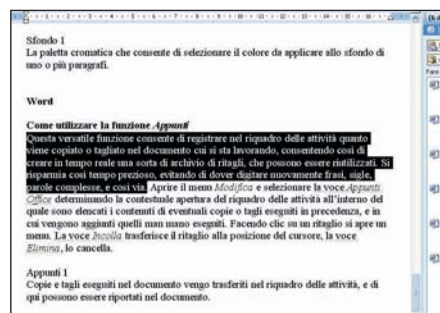 Sfondo 1
La paletta cromatica che consente di selezionare il colore da applicare allo sfondo di
uno o più paragrafi.
Word
Come utilizzare la funzione Appunti
Questa versatile funzione consente di registrare nel riquadro delle attività quanto
viene copiato o tagliato nel documento cui si sta lavorando, consentendo così di
creare in tempo reale una sorta di archivio di ritagli, che possono essere riutilizzati. Si
risparmia così tempo prezioso, evitando di dover digitare nuovamente frasi, sigle,
parole complesse, e così via. Aprire il menu Modifica e selezionare la voce Appunti
Office determinando la contestuale apertura del riquadro delle attività all'interno del
quale sono elencati i contenuti di eventuali copie o tagli eseguiti in precedenza, e in
cui vengono aggiunti quelli man mano eseguiti. Facendo clic su un ritaglio si apre un
menu. La voce Incolla trasferisce il ritaglio alla posizione del cursore, la voce
Elimina, lo cancella.
Appunti 1
Copie e tagli eseguiti nel documento vengo trasferiti nel riquadro delle attività, e di
qui possono essere riportati nel documento.